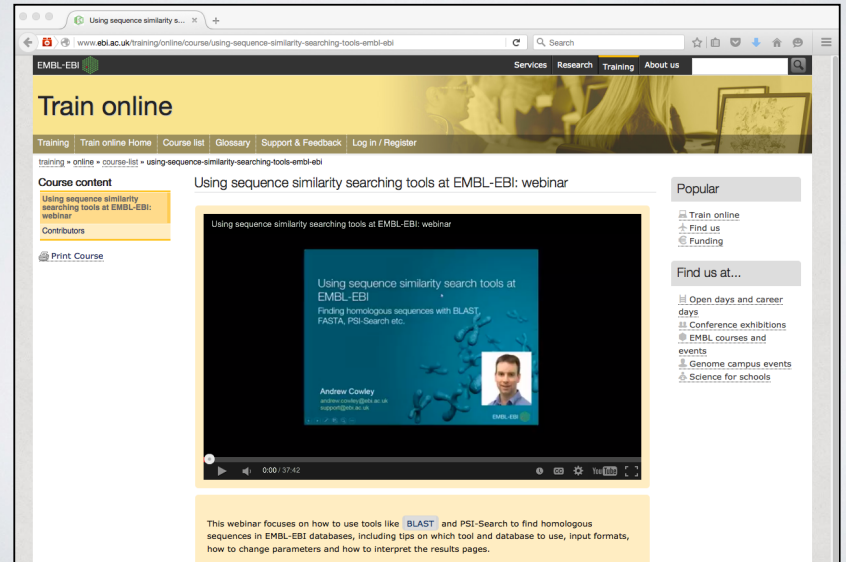 Using sequence similarity s...
www.ebi.ac.uk/training/online/course/using-sequence-similarity-searching-tools-embl-ebi
Search
EMBL-EBI
Services Research Training About us
Train online
Training Train online Home Course list Glossary Support & Feedback Log in / Register
training » online » course-list » using-sequence-similarity-searching-tools-embl-ebi
Course content
Using sequence similarity
searching tools at EMBL-EBI:
webinar
Contributors
Print Course
Using sequence similarity searching tools at EMBL-EBI: webinar
Using sequence similarity searching tools at EMBL-EBI: webinar
Using sequence similarity search tools at
EMBL-EBI
Finding homologous sequences with BLAST,
FASTA, PSI-Search etc.
Andrew Cowley
andrew.cowley@ebi.ac.uk
support@ebi.ac.uk
EMBL-EBI
0:00 / 37:42
CC
YouTube
This webinar focuses on how to use tools like BLAST and PSI-Search to find homologous
sequences in EMBL-EBI databases, including tips on which tool and database to use, input formats,
how to change parameters and how to interpret the results pages.
Popular
Train online
Find us
Funding
Find us at...
Open days and career
days
Conference exhibitions
EMBL courses and
events
Genome campus events
Science for schools